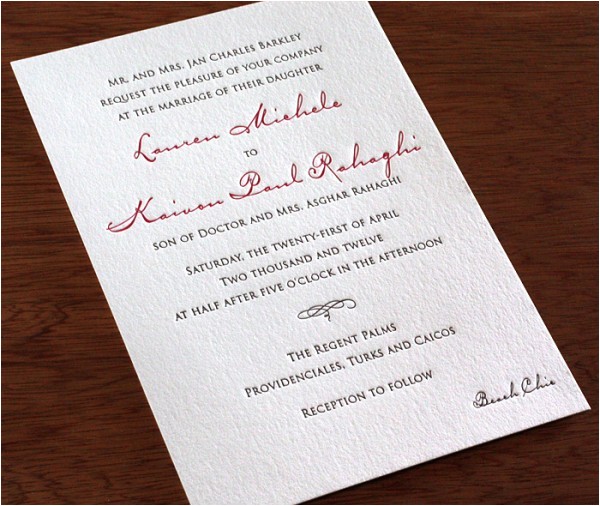 Mr. and Mrs. Jan Charles Barkley
request the pleasure of your company
at the marriage of their daughter
Lauren Michele
to
Kaivon Paul Rahaghi
son of Doctor and Mrs. Asghar Rahaghi
Saturday, the twenty-first of April
Two thousand and twelve
at half after five o'clock in the afternoon
The Regent Palms
Providenciales, Turks and Caicos
Reception to follow
Beach Chic